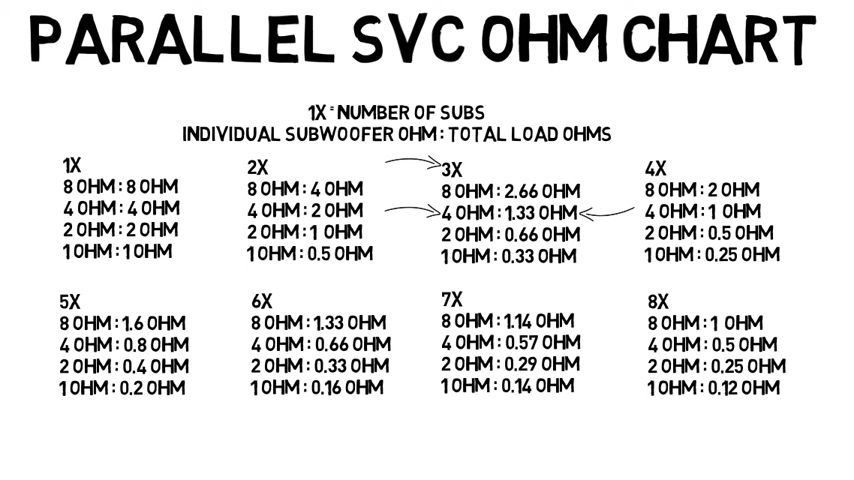 PARALLEL SVC OHM CHART
1X = NUMBER OF SUBS
INDIVIDUAL SUBWOOFER OHM : TOTAL LOAD OHMS
1X
8 OHM : 8 OHM
4 OHM : 4 OHM
2 OHM : 2 OHM
1 OHM : 1 OHM
2X
8 OHM : 4 OHM
4 OHM : 2 OHM
2 OHM : 1 OHM
1 OHM : 0.5 OHM
3X
8 OHM : 2.66 OHM
4 OHM : 1.33 OHM
2 OHM : 0.66 OHM
1 OHM : 0.33 OHM
4X
8 OHM : 2 OHM
4 OHM : 1 OHM
2 OHM : 0.5 OHM
1 OHM : 0.25 OHM
5X
8 OHM : 1.6 OHM
4 OHM : 0.8 OHM
2 OHM : 0.4 OHM
1 OHM : 0.2 OHM
6X
8 OHM : 1.33 OHM
4 OHM : 0.66 OHM
2 OHM : 0.33 OHM
1 OHM : 0.16 OHM
7X
8 OHM : 1.14 OHM
4 OHM : 0.57 OHM
2 OHM : 0.29 OHM
1 OHM : 0.14 OHM
8X
8 OHM : 1 OHM
4 OHM : 0.5 OHM
2 OHM : 0.25 OHM
1 OHM : 0.12 OHM